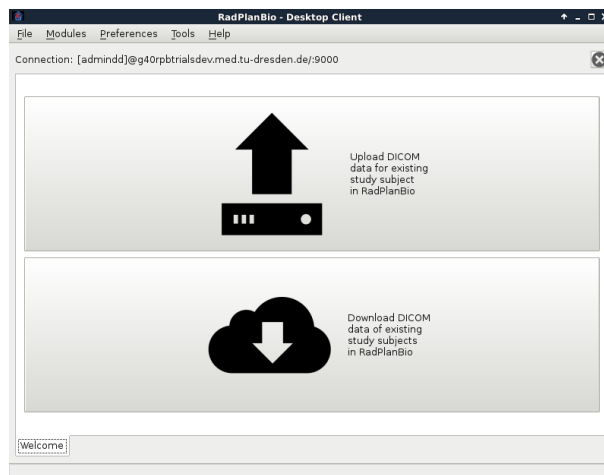 RadPlanBio - Desktop Client
File Modules Preferences Tools Help
Connection: [admindd]@g40rpbtrialsdev.med.tu-dresden.de/:9000
Upload DICOM
data for existing
study subject
in RadPlanBio
Download DICOM
data of existing
study subjects
in RadPlanBio
Welcome